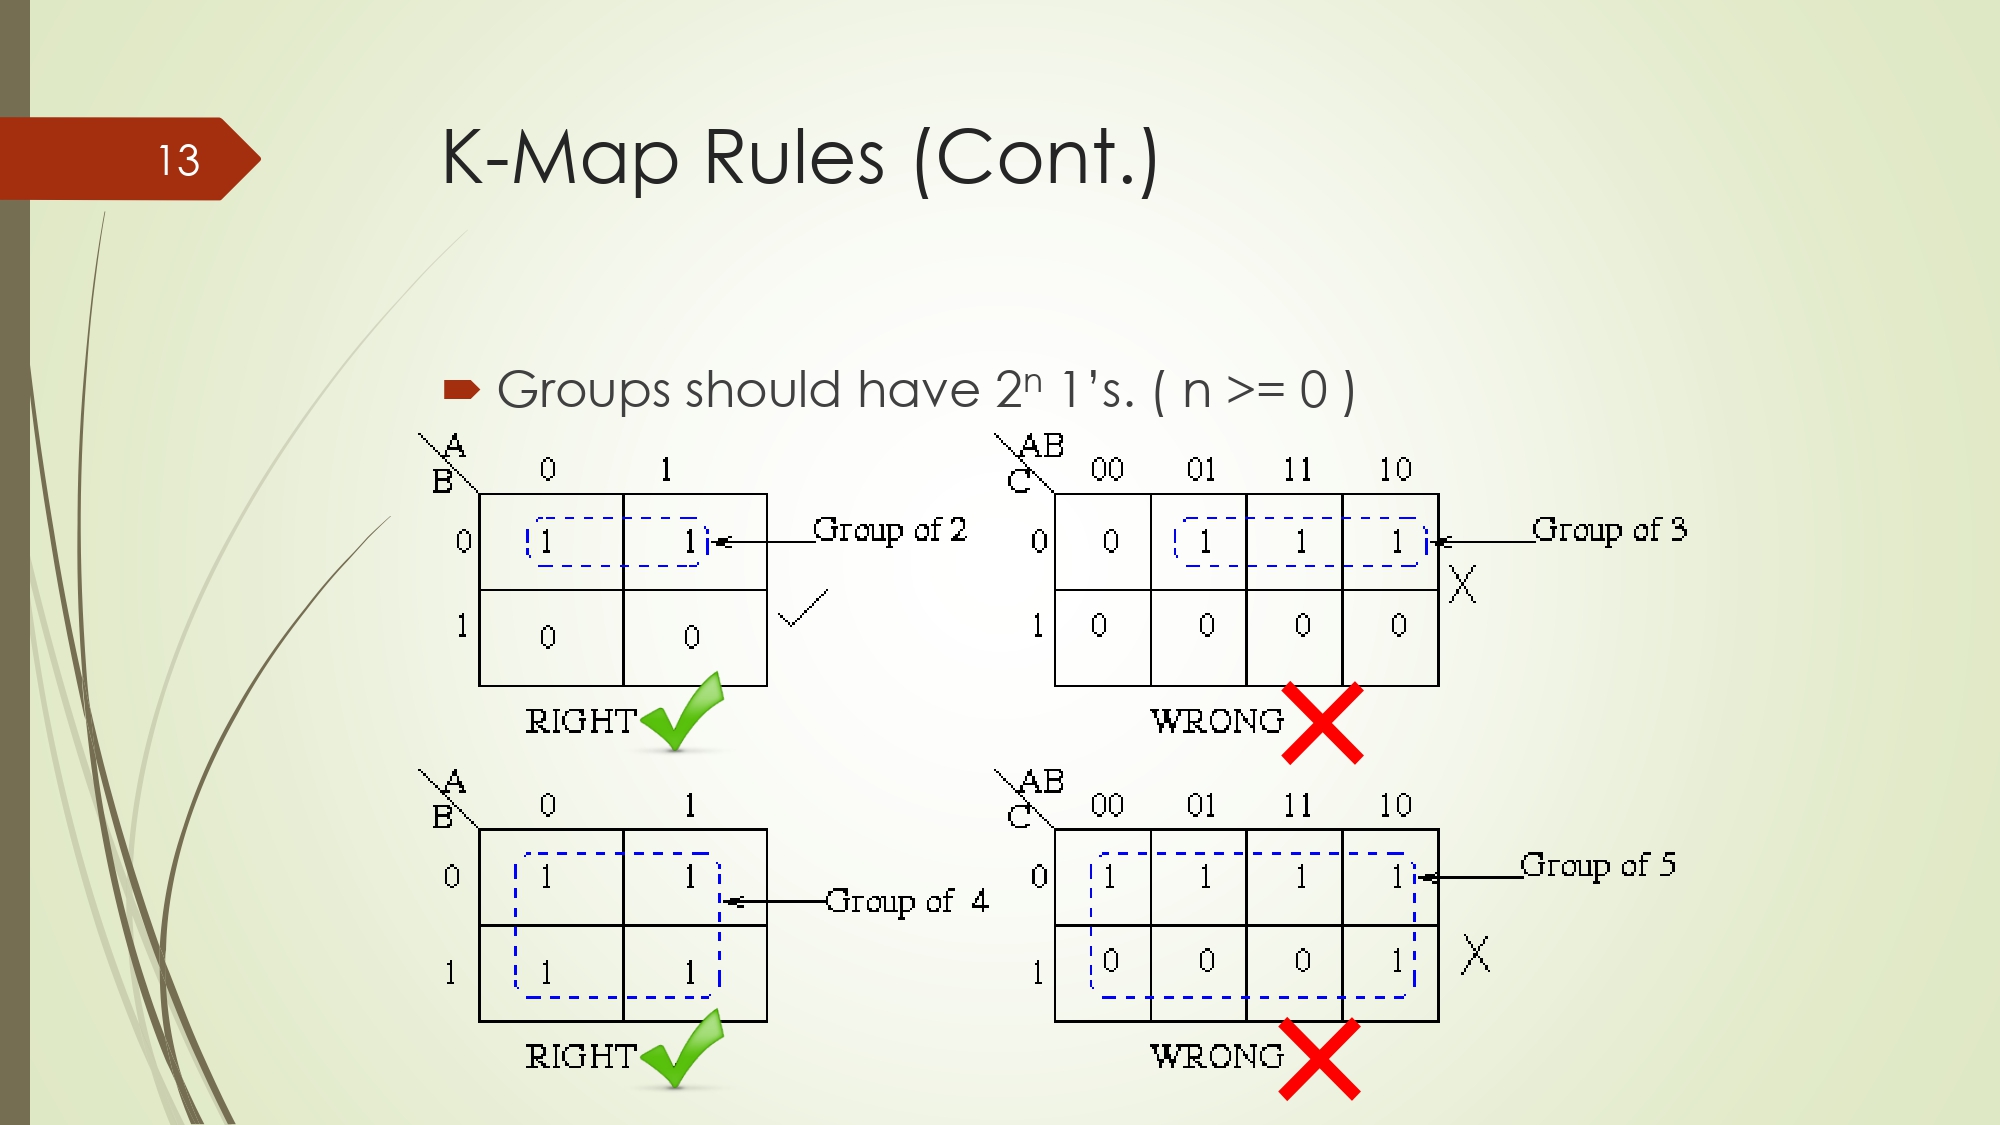 13
K-Map Rules (Cont.)
Groups should have 2ⁿ 1’s. ( n >= 0 )
A
B
0 1
0 1 1
Group of 2
1 0 0
RIGHT
AB
C
00 01 11 10
0 0 1 1 1
Group of 3
X
1 0 0 0 0
WRONG
A
B
0 1
0 1 1
Group of 4
1 1 1
RIGHT
AB
C
00 01 11 10
0 1 1 1 1
Group of 5
1 0 0 0 1
X
WRONG